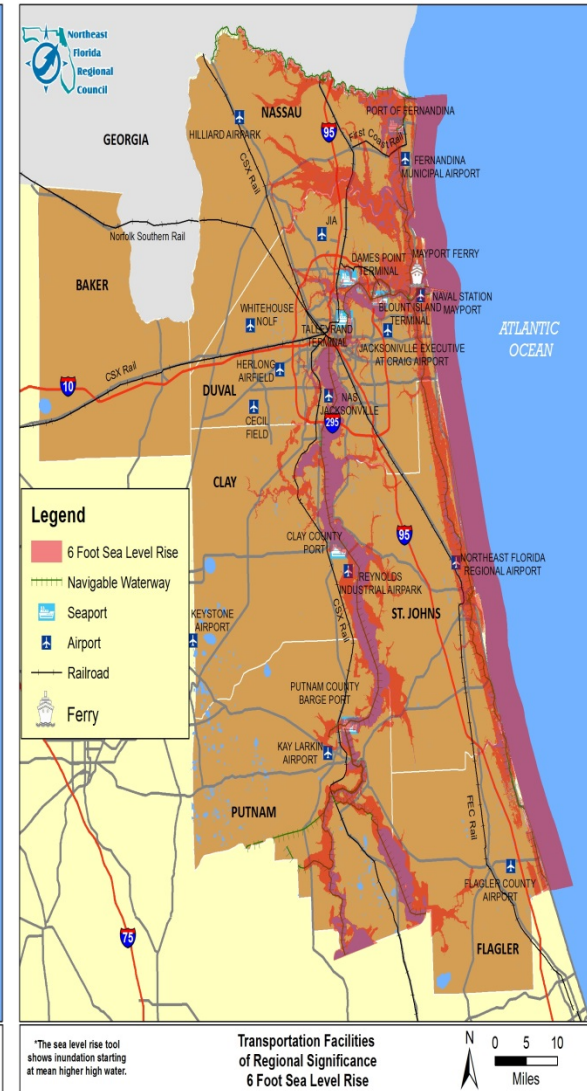 Northeast
Florida
Regional
Council
GEORGIA
NASSAU
95
PORT OF FERNANDINA
First Coast Rail
HILLIARD AIRPARK
CSX Rail
FERNANDINA
MUNICIPAL AIRPORT
Norfolk Southern Rail
JIA
BAKER
DAMES POINT
TERMINAL
MAYPORT FERRY
WHITEHOUSE
NOLF
TALLEYRAND
TERMINAL
BLOUNT ISLAND
TERMINAL
NAVAL STATION
MAYPORT
JACKSONVILLE EXECUTIVE
AT CRAIG AIRPORT
ATLANTIC
OCEAN
CSX Rail
10
HERLONG
AIRFIELD
DUVAL
CECIL
FIELD
NAS
JACKSONVILLE
295
CLAY
95
CLAY COUNTY
PORT
NORTHEAST FLORIDA
REGIONAL AIRPORT
REYNOLDS
INDUSTRIAL AIRPARK
CSX Rail
ST. JOHNS
KEYSTONE
AIRPORT
PUTNAM COUNTY
BARGE PORT
KAY LARKIN
AIRPORT
PUTNAM
FEC Rail
FLAGLER COUNTY
AIRPORT
FLAGLER
75
Legend
6 Foot Sea Level Rise
Navigable Waterway
Seaport
Airport
Railroad
Ferry
*The sea level rise tool
shows inundation starting
at mean higher high water.
Transportation Facilities
of Regional Significance
6 Foot Sea Level Rise
N
0 5 10
Miles